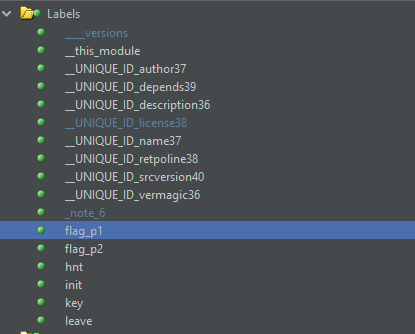 Labels
____versions
__this_module
__UNIQUE_ID_author37
__UNIQUE_ID_depends39
__UNIQUE_ID_description36
__UNIQUE_ID_license38
__UNIQUE_ID_name37
__UNIQUE_ID_retpoline38
__UNIQUE_ID_srcversion40
__UNIQUE_ID_vermagic36
_note_6
flag_p1
flag_p2
hnt
init
key
leave